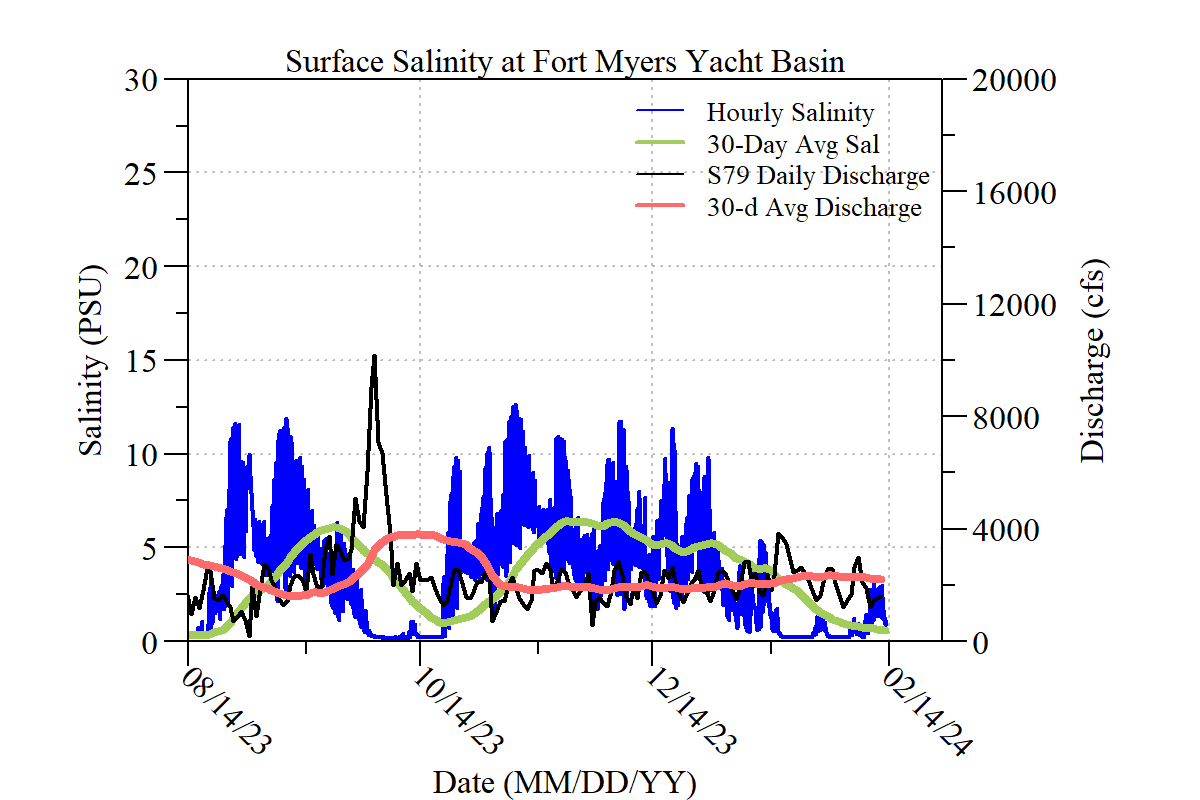 Surface Salinity at Fort Myers Yacht Basin
30
25
20
15
10
5
0
Salinity (PSU)
Hourly Salinity
30-Day Avg Sal
S79 Daily Discharge
30-d Avg Discharge
20000
16000
12000
8000
4000
0
Discharge (cfs)
08/14/23
10/14/23
12/14/23
02/14/24
Date (MM/DD/YY)